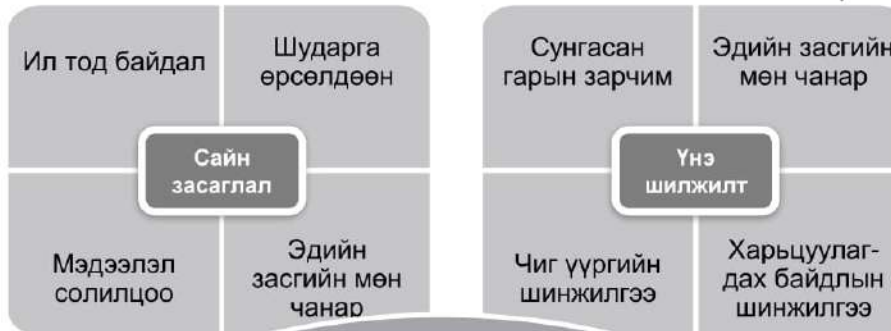 Ил тод байдал
Шударга
өрсөлдөөн
Сайн
засаглал
Мэдээлэл
солилцоо
Эдийн
засгийн мөн
чанар
Сунгасан
гарын зарчим
Эдийн засгийн
мөн чанар
Үнэ
шилжилт
Чиг үүргийн
шинжилгээ
Харьцуулаг-
дах байдлын
шинжилгээ